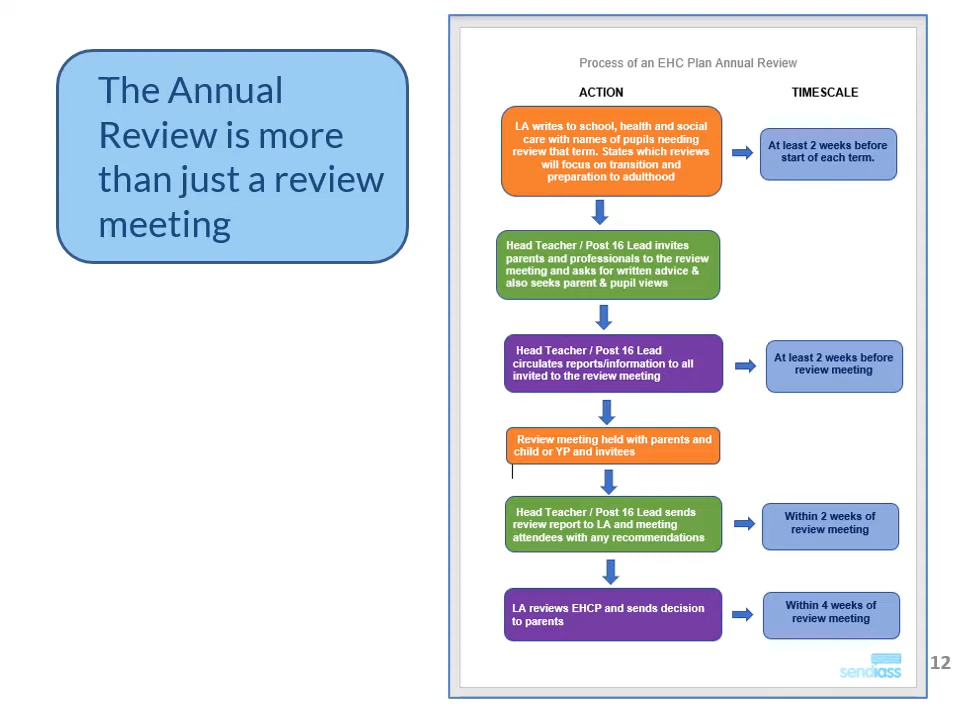 The Annual
Review is more
than just a review
meeting
Process of an EHC Plan Annual Review
ACTION
TIMESCALE
LA writes to school, health and social
care with names of pupils needing
review that term. States which reviews
will focus on transition and
preparation to adulthood
At least 2 weeks before
start of each term.
Head Teacher / Post 16 Lead invites
parents and professionals to the review
meeting and asks for written advice &
also seeks parent & pupil views
Head Teacher / Post 16 Lead
circulates reports/information to all
invited to the review meeting
At least 2 weeks before
review meeting
Review meeting held with parents and
child or YP and invitees
Head Teacher / Post 16 Lead sends
review report to LA and meeting
attendees with any recommendations
Within 2 weeks of
review meeting
LA reviews EHCP and sends decision
to parents
Within 4 weeks of
review meeting
sendiass
12